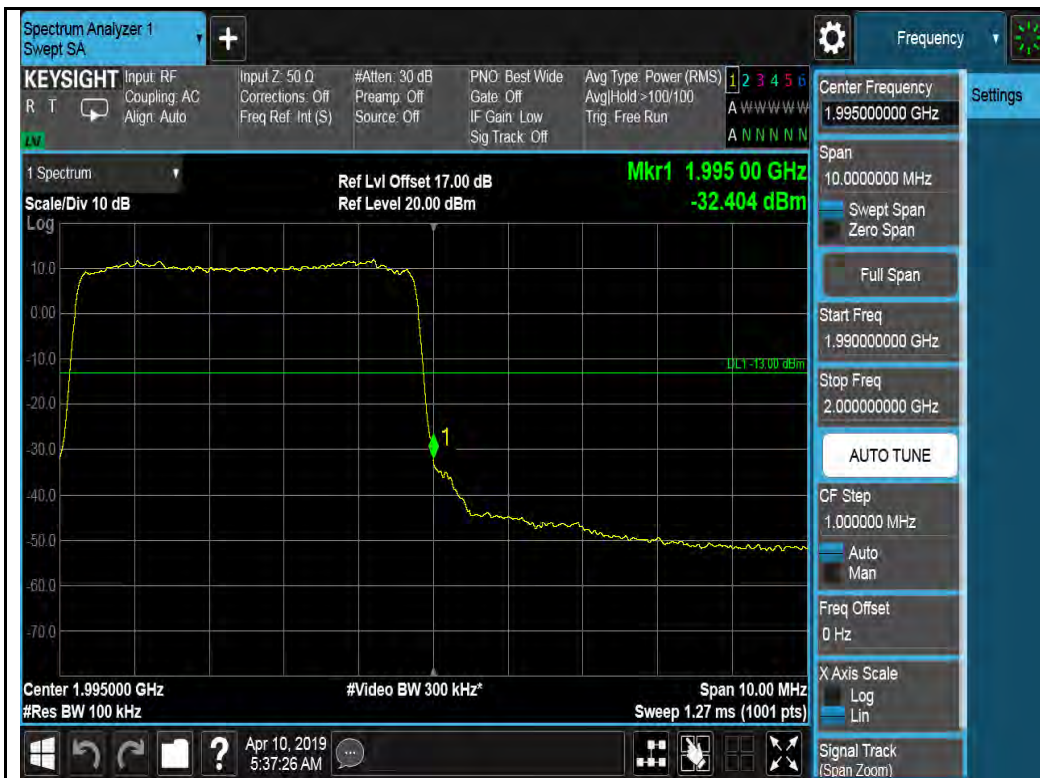 Spectrum Analyzer 1
Swept SA
Frequency
KEYSIGHT
R T
Input: RF
Coupling: AC
Align: Auto
Input Z: 50 Ω
Corrections: Off
Freq Ref: Int (S)
#Atten: 30 dB
Preamp: Off
Source: Off
PNO: Best Wide
Gate: Off
IF Gain: Low
Sig Track: Off
Avg Type: Power (RMS)
Avg|Hold >100/100
Trig: Free Run
1 2 3 4 5 6
A W W W W W
A N N N N N
1 Spectrum
Scale/Div 10 dB
Ref Lvl Offset 17.00 dB
Ref Level 20.00 dBm
Mkr1 1.995 00 GHz
-32.404 dBm
Log
10.0
0.00
-10.0
DL1 -13.00 dBm
-20.0
-30.0
1
-40.0
-50.0
-60.0
-70.0
Center 1.995000 GHz
#Video BW 300 kHz*
Span 10.00 MHz
#Res BW 100 kHz
Sweep 1.27 ms (1001 pts)
?
Apr 10, 2019
5:37:26 AM
Center Frequency
1.995000000 GHz
Settings
Span
10.0000000 MHz
Swept Span
Zero Span
Full Span
Start Freq
1.990000000 GHz
Stop Freq
2.000000000 GHz
AUTO TUNE
CF Step
1.000000 MHz
Auto
Man
Freq Offset
0 Hz
X Axis Scale
Log
Lin
Signal Track
(Span Zoom)